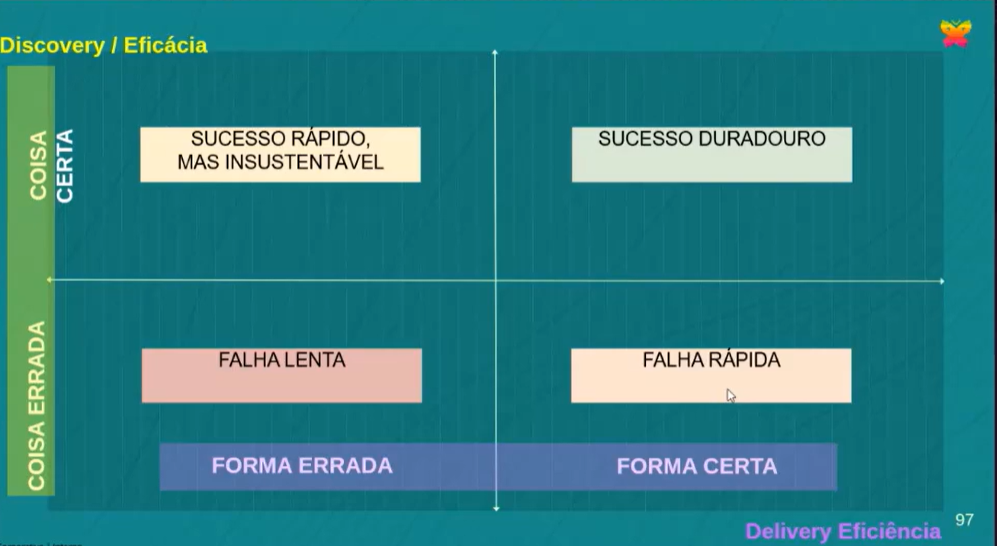 Discovery / Eficácia
COISA
CERTA
SUCESSO RÁPIDO,
MAS INSUSTENTÁVEL
SUCESSO DURADOURO
COISA ERRADA
FALHA LENTA
FALHA RÁPIDA
FORMA ERRADA
FORMA CERTA
Delivery Eficiência
97